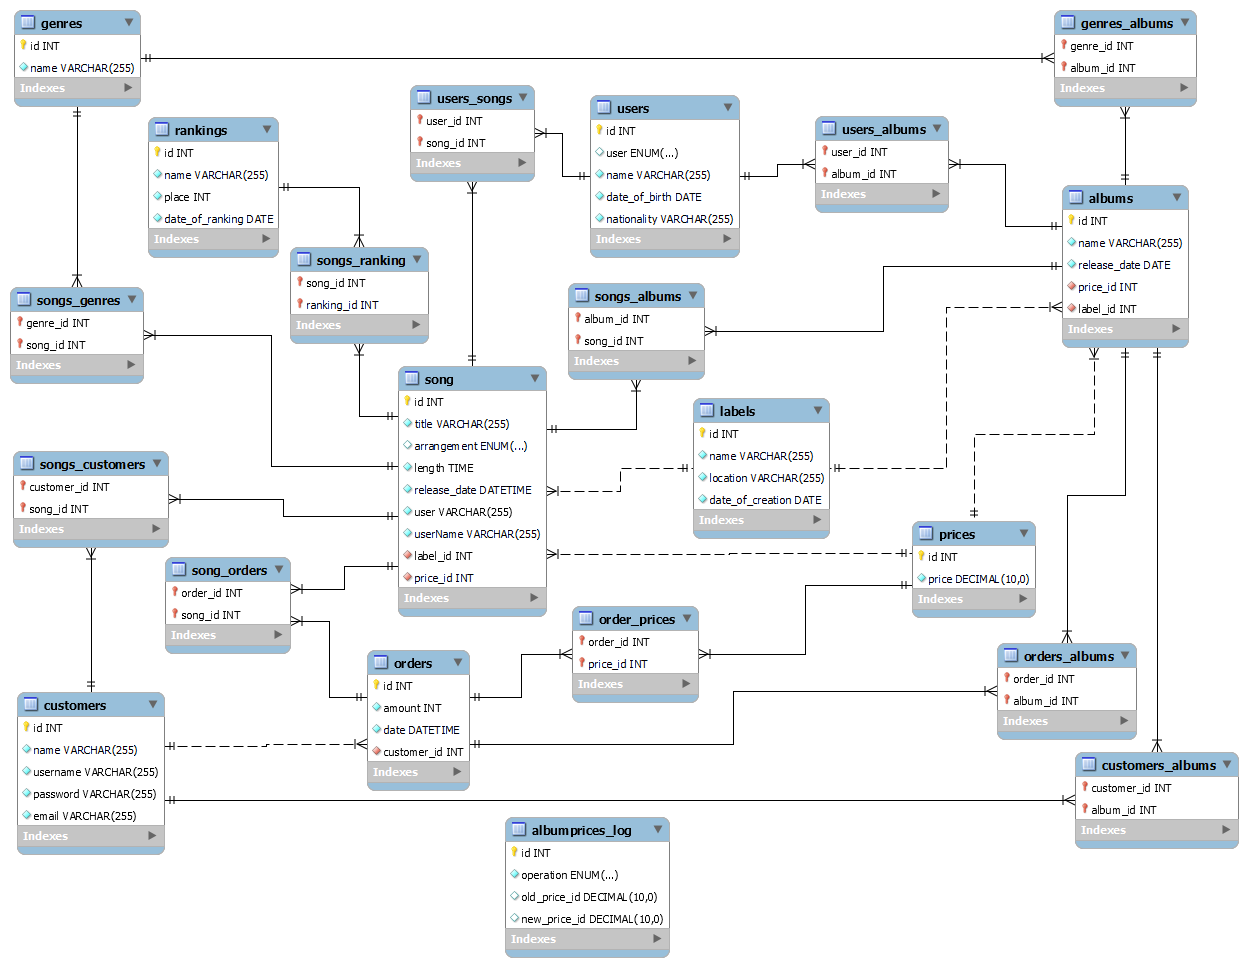 genres
id INT
name VARCHAR(255)
Indexes
genres_albums
genre_id INT
album_id INT
Indexes
users_songs
user_id INT
song_id INT
Indexes
users
id INT
user ENUM(...)
name VARCHAR(255)
date_of_birth DATE
nationality VARCHAR(255)
Indexes
users_albums
user_id INT
album_id INT
Indexes
rankings
id INT
name VARCHAR(255)
place INT
date_of_ranking DATE
Indexes
albums
id INT
name VARCHAR(255)
release_date DATE
price_id INT
label_id INT
Indexes
songs_ranking
song_id INT
ranking_id INT
Indexes
songs_genres
genre_id INT
song_id INT
Indexes
songs_albums
album_id INT
song_id INT
Indexes
song
id INT
title VARCHAR(255)
arrangement ENUM(...)
length TIME
release_date DATETIME
user VARCHAR(255)
userName VARCHAR(255)
label_id INT
price_id INT
Indexes
labels
id INT
name VARCHAR(255)
location VARCHAR(255)
date_of_creation DATE
Indexes
songs_customers
customer_id INT
song_id INT
Indexes
prices
id INT
price DECIMAL(10,0)
Indexes
song_orders
order_id INT
song_id INT
Indexes
order_prices
order_id INT
price_id INT
Indexes
orders
id INT
amount INT
date DATETIME
customer_id INT
Indexes
orders_albums
order_id INT
album_id INT
Indexes
customers
id INT
name VARCHAR(255)
username VARCHAR(255)
password VARCHAR(255)
email VARCHAR(255)
Indexes
customers_albums
customer_id INT
album_id INT
Indexes
albumprices_log
id INT
operation ENUM(...)
old_price_id DECIMAL(10,0)
new_price_id DECIMAL(10,0)
Indexes